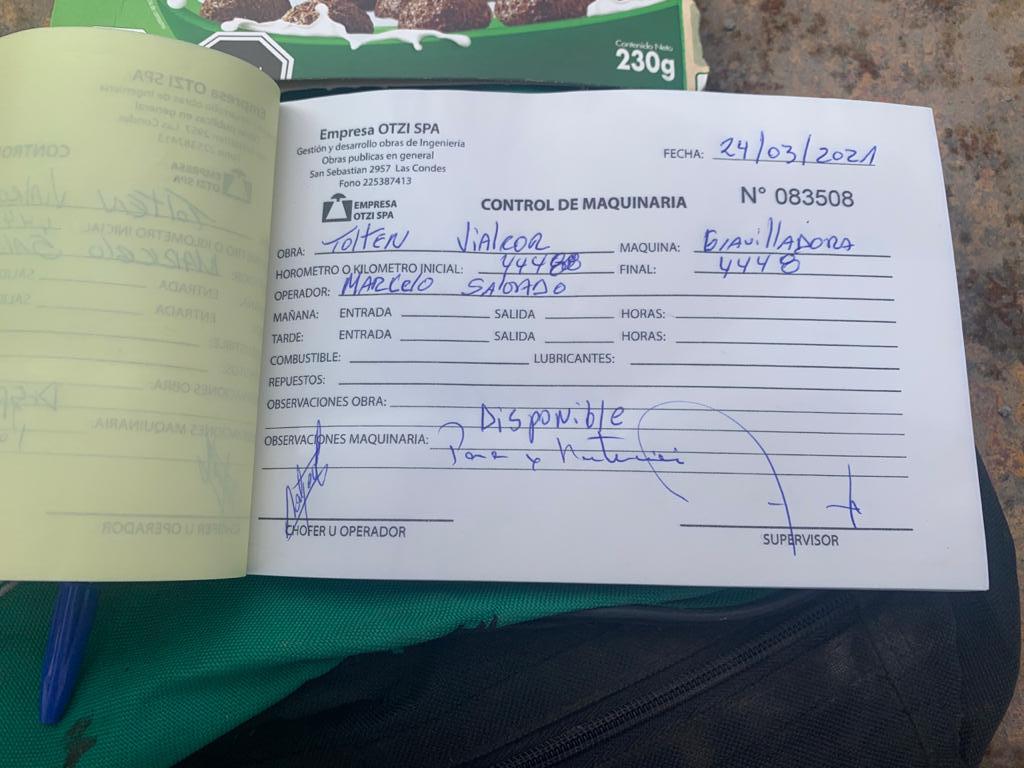 Contenido Neto
230g
Empresa OTZI SPA
Gestión y desarrollo obras de Ingenieria
Obras publicas en general
San Sebastian 2957 Las Condes
Fono 225387413
FECHA: 24/03/2021
EMPRESA
OTZI SPA
CONTROL DE MAQUINARIA
N° 083508
OBRA: TOLTEN Vialcor MAQUINA: GravillADORA
HOROMETRO O KILOMETRO INICIAL: 4448 FINAL: 4448
OPERADOR: MARCelo SALGADO
MAÑANA: ENTRADA SALIDA HORAS:
TARDE: ENTRADA SALIDA HORAS:
COMBUSTIBLE: LUBRICANTES:
REPUESTOS:
OBSERVACIONES OBRA:
Disponible
OBSERVACIONES MAQUINARIA: Para x
CHOFER U OPERADOR
SUPERVISOR